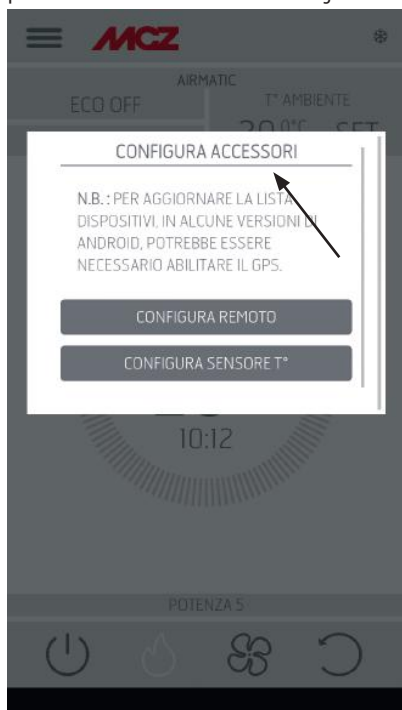 MCZ
AIRMATIC
ECO OFF
T° AMBIENTE
SET
CONFIGURA ACCESSORI
N.B. : PER AGGIORNARE LA LISTA
DISPOSITIVI, IN ALCUNE VERSIONI DI
ANDROID, POTREBBE ESSERE
NECESSARIO ABILITARE IL GPS.
CONFIGURA REMOTO
CONFIGURA SENSORE T°
10:12
POTENZA 5